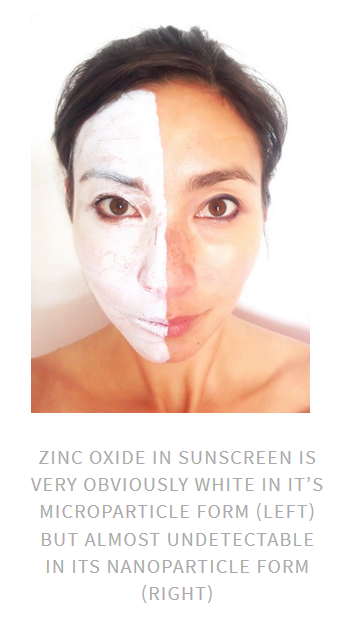 ZINC OXIDE IN SUNSCREEN IS
VERY OBVIOUSLY WHITE IN IT'S
MICROPARTICLE FORM (LEFT)
BUT ALMOST UNDETECTABLE
IN ITS NANOPARTICLE FORM
(RIGHT)